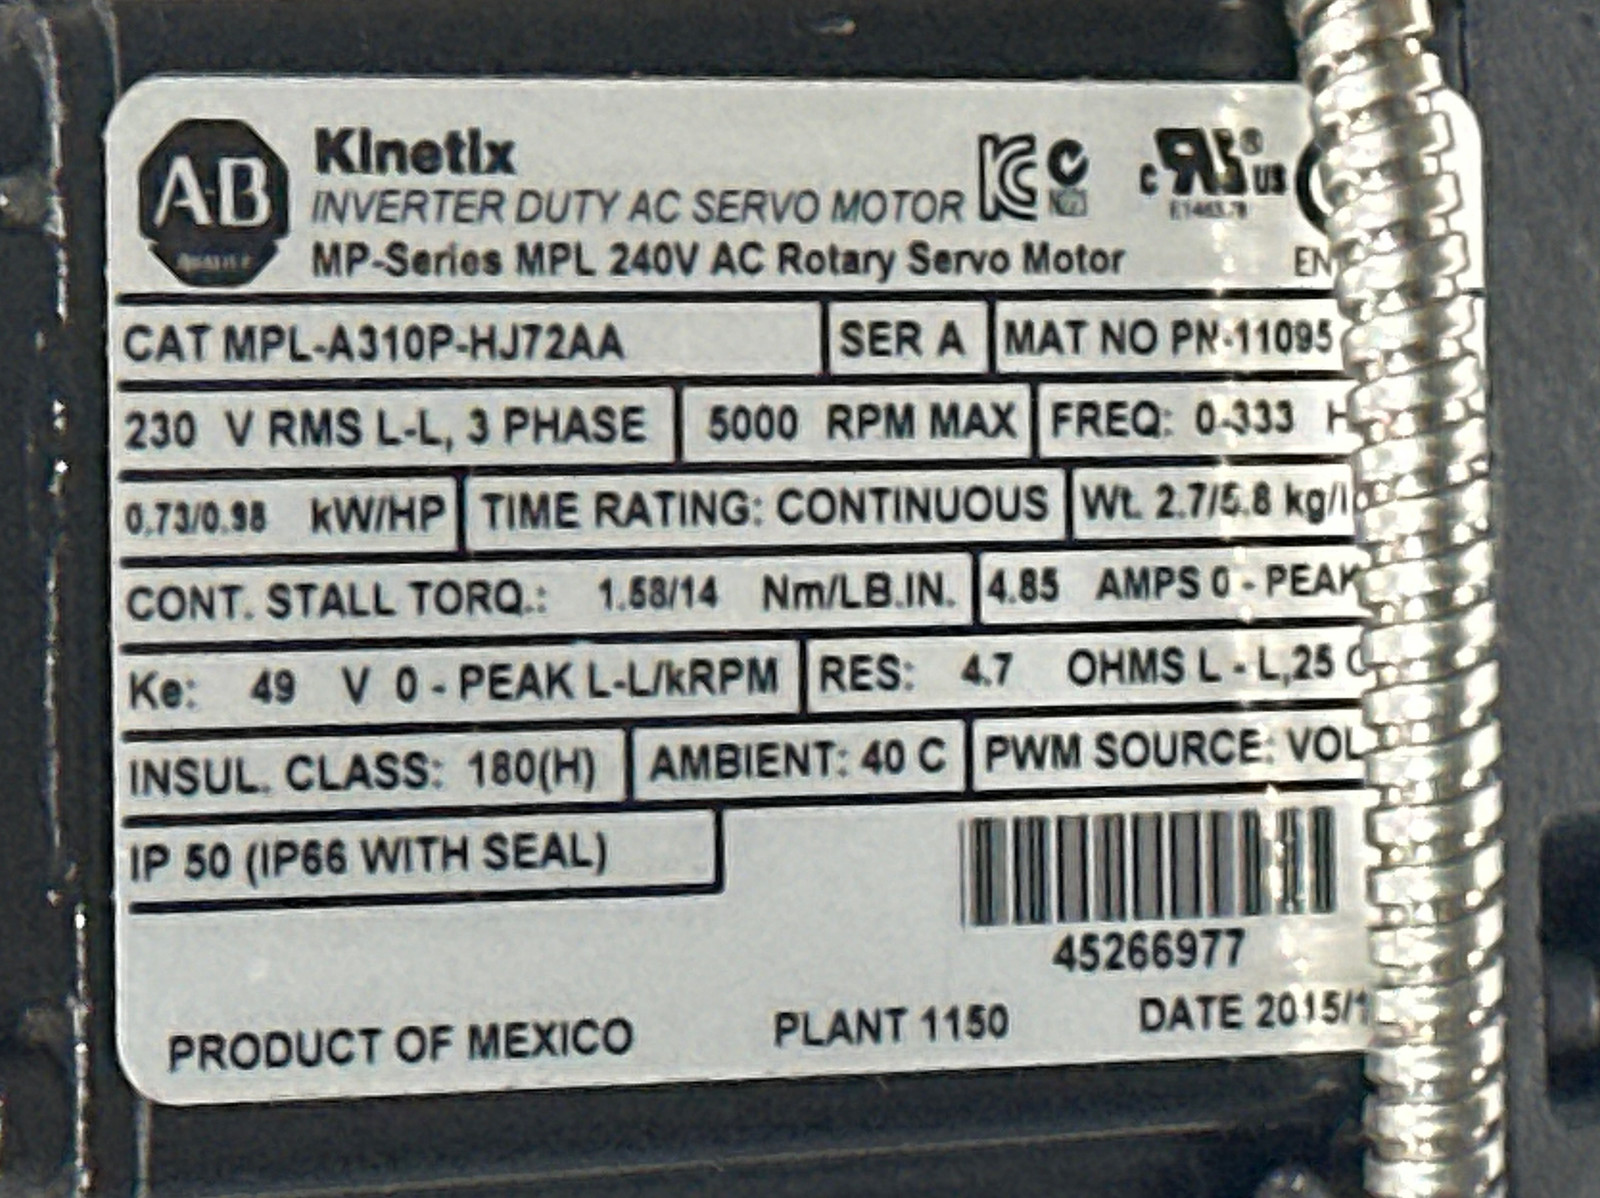 A-B
QUALITY
Kinetix
INVERTER DUTY AC SERVO MOTOR
c US
MP-Series MPL 240V AC Rotary Servo Motor
EN
CAT MPL-A310P-HJ72AA SER A MAT NO PN-11095
230 V RMS L-L, 3 PHASE 5000 RPM MAX FREQ: 0-333 H
0.73/0.98 kW/HP TIME RATING: CONTINUOUS Wt. 2.7/5.8 kg/l
CONT. STALL TORQ.: 1.58/14 Nm/LB.IN. 4.85 AMPS 0 - PEAK
Ke: 49 V 0 - PEAK L-L/kRPM RES: 4.7 OHMS L - L,25 C
INSUL. CLASS: 180(H) AMBIENT: 40 C PWM SOURCE: VOL
IP 50 (IP66 WITH SEAL)
45266977
PRODUCT OF MEXICO PLANT 1150 DATE 2015/1